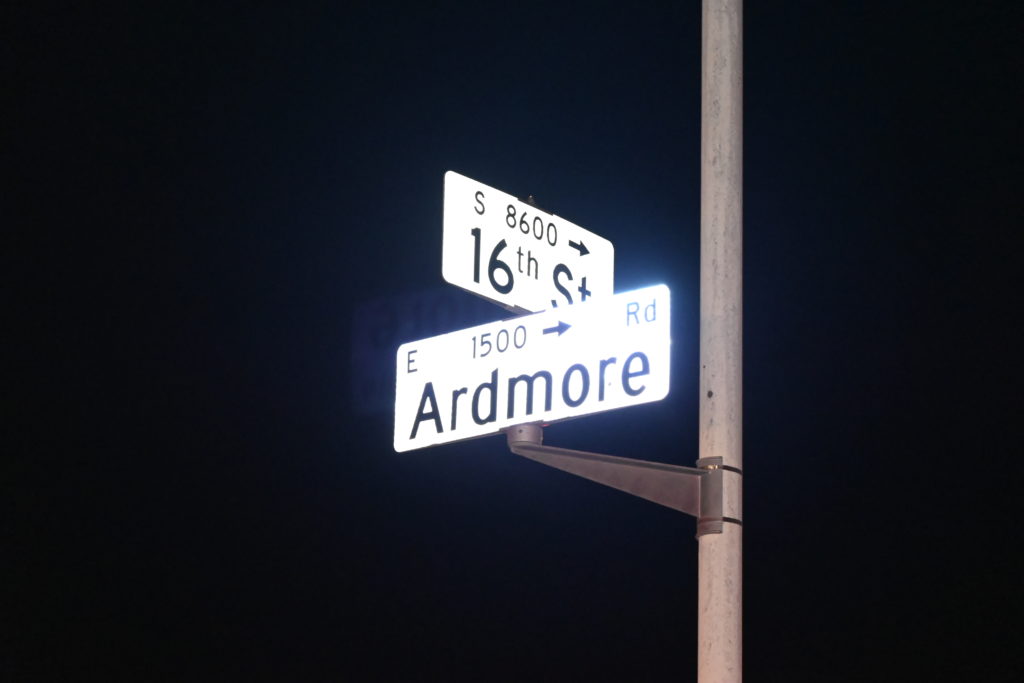 S 8600 →
16th St
E 1500 → Rd
Ardmore